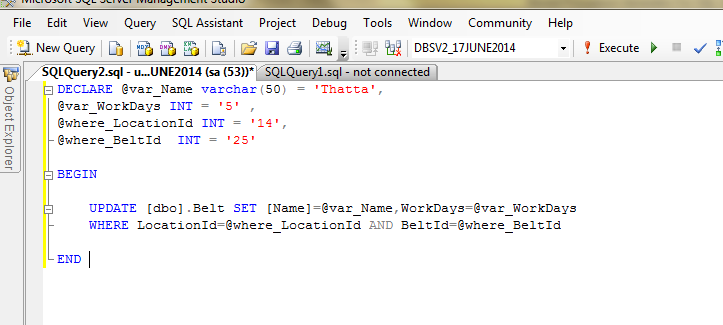 Microsoft SQL Server Management Studio
File Edit View Query SQL Assistant Project Debug Tools Window Community Help
New Query DBSV2_17JUNE2014 Execute
SQLQuery2.sql - u...UNE2014 (sa (53))* SQLQuery1.sql - not connected
Object Explorer
DECLARE @var_Name varchar(50) = 'Thatta',
@var_WorkDays INT = '5' ,
@where_LocationId INT = '14',
@where_BeltId  INT = '25'
BEGIN
UPDATE [dbo].Belt SET [Name]=@var_Name,WorkDays=@var_WorkDays
WHERE LocationId=@where_LocationId AND BeltId=@where_BeltId
END